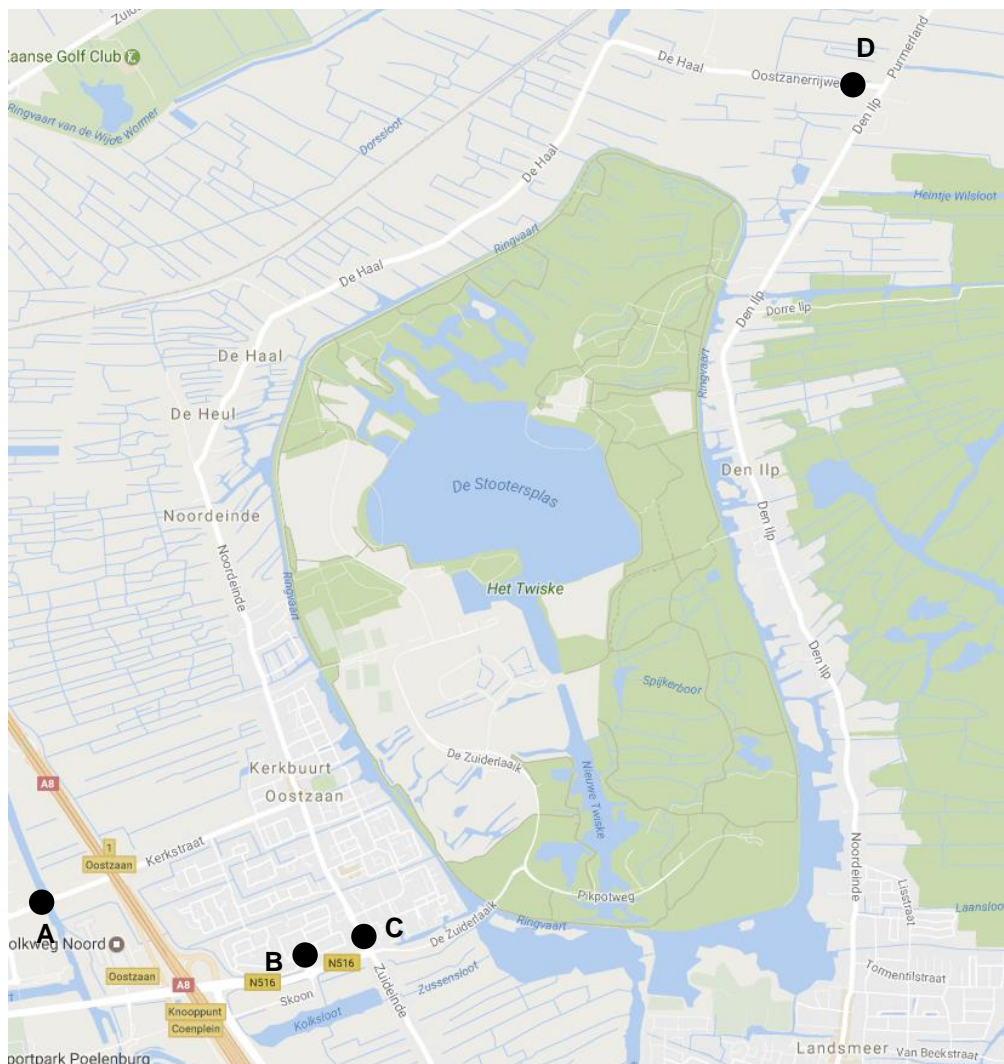 Zuid
D
Zaanse Golf Club
De Haal
Oostzanerrijwe
Purmerland
Den Ilp
Ringvaart van de Wijde Wormer
Dorssloot
De Haal
Heintje Wilsloot
Ringvaart
De Haal
Den Ilp
Dorre Ilp
De Haal
Ringvaart
De Heul
Den Ilp
De Stootersplas
Noordeinde
Den Ilp
Noordeinde
Ringvaart
Het Twiske
Den Ilp
Spijkerboor
De Zuiderlaaik
Kerkbuurt
Oostzaan
A8
Nieuwe Twiske
Kerkstraat
1
Oostzaan
Noordeinde
Lisstraat
Pikpotweg
Laansloot
A
olkweg Noord
C
De Zuiderlaaik
Ringvaart
B
N516
N516
Oostzaan
A8
Zuideinde
Zussensloot
Tormentilstraat
Skoon
Knooppunt
Coenplein
Kolksloot
Landsmeer
Van Beekstraat
portpark Poelenburg